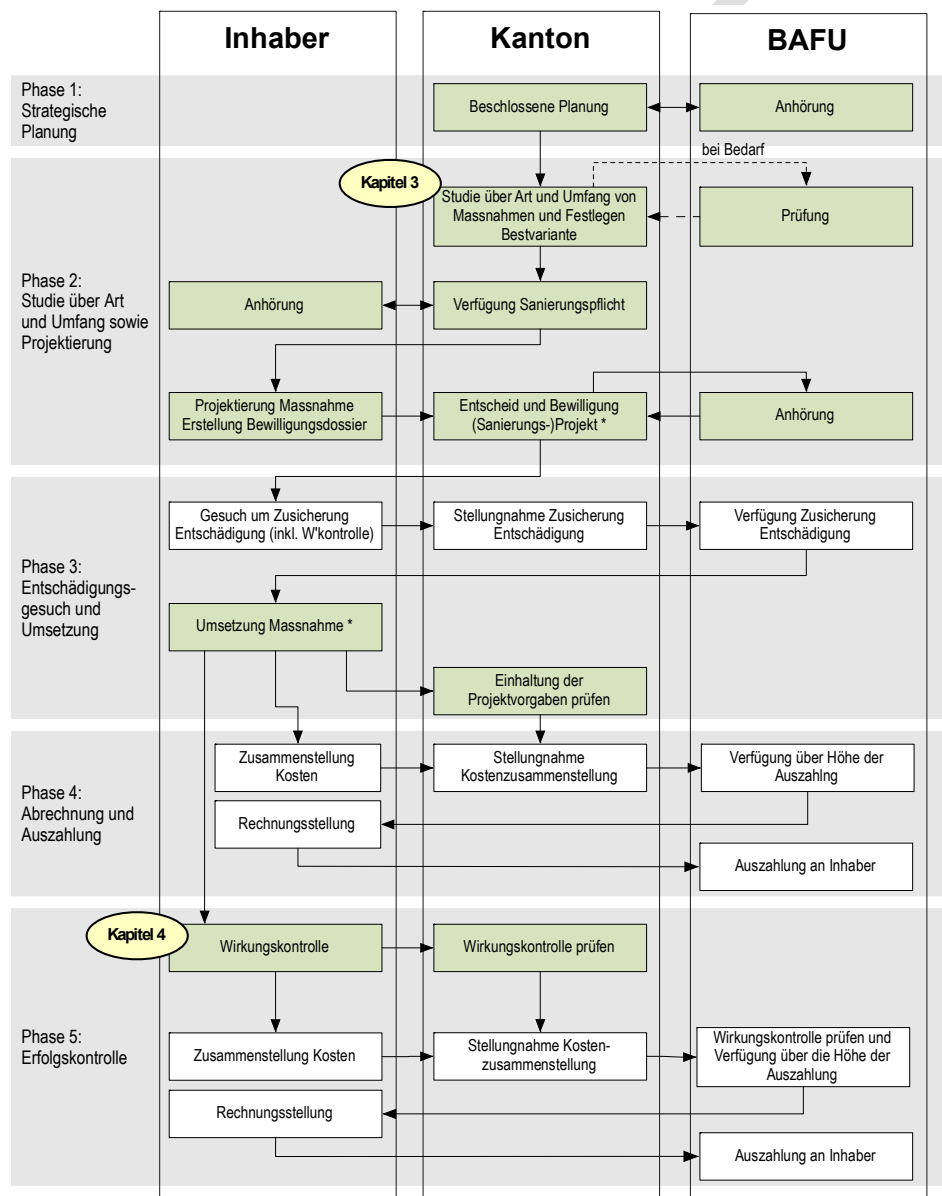 Inhaber
Kanton
BAFU
Phase 1:
Strategische
Planung
Beschlossene Planung
Anhörung
bei Bedarf
Kapitel 3
Studie über Art und Umfang von
Massnahmen und Festlegen
Bestvariante
Prüfung
Phase 2:
Studie über Art
und Umfang sowie
Projektierung
Anhörung
Verfügung Sanierungspflicht
Projektierung Massnahme
Erstellung Bewilligungsdossier
Entscheid und Bewilligung
(Sanierungs-)Projekt *
Anhörung
Phase 3:
Entschädigungs-
gesuch und
Umsetzung
Gesuch um Zusicherung
Entschädigung (inkl. W'kontrolle)
Stellungnahme Zusicherung
Entschädigung
Verfügung Zusicherung
Entschädigung
Umsetzung Massnahme *
Einhaltung der
Projektvorgaben prüfen
Phase 4:
Abrechnung und
Auszahlung
Zusammenstellung
Kosten
Stellungnahme
Kostenzusammenstellung
Verfügung über Höhe der
Auszahlng
Rechnungsstellung
Auszahlung an Inhaber
Kapitel 4
Wirkungskontrolle
Wirkungskontrolle prüfen
Phase 5:
Erfolgskontrolle
Zusammenstellung Kosten
Stellungnahme Kosten-
zusammenstellung
Wirkungskontrolle prüfen und
Verfügung über die Höhe der
Auszahlung
Rechnungsstellung
Auszahlung an Inhaber